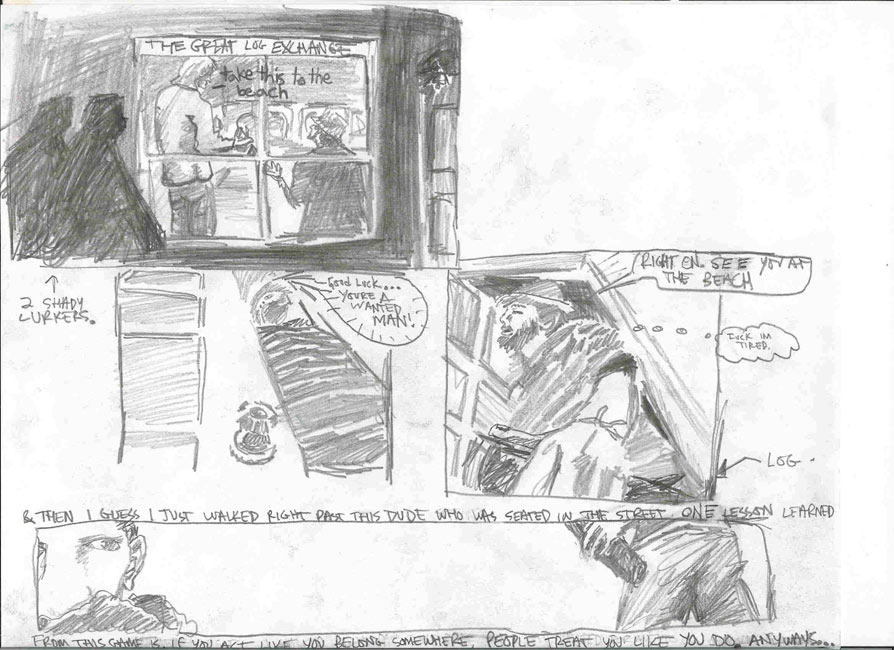 THE GREAT LOG EXCHANGE
take this to the
beach
2 SHADY
LURKERS.
GOOD LUCK...
YOURE A
WANTED
MAN!
RIGHT ON. SEE YOU AT
THE BEACH
IM
TIRED.
LOG.
& THEN I GUESS I JUST WALKED RIGHT PAST THIS DUDE WHO WAS SEATED IN THE STREET ONE LESSON LEARNED
FROM THIS GAME IS, IF YOU ACT LIKE YOU BELONG SOMEWHERE, PEOPLE TREAT YOU LIKE YOU DO. ANYWAYS...